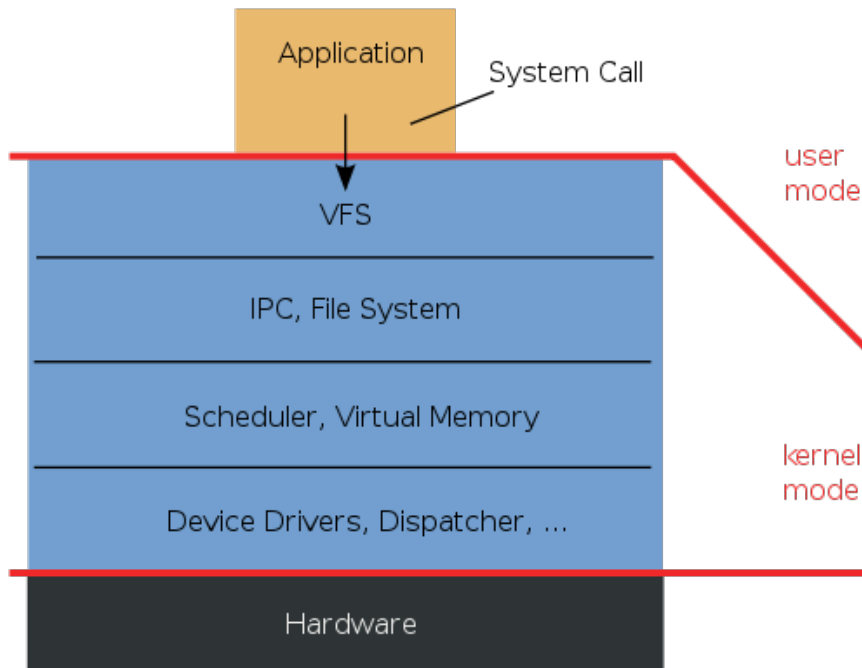 Application
System Call
user
mode
VFS
IPC, File System
Scheduler, Virtual Memory
kernel
mode
Device Drivers, Dispatcher, ...
Hardware